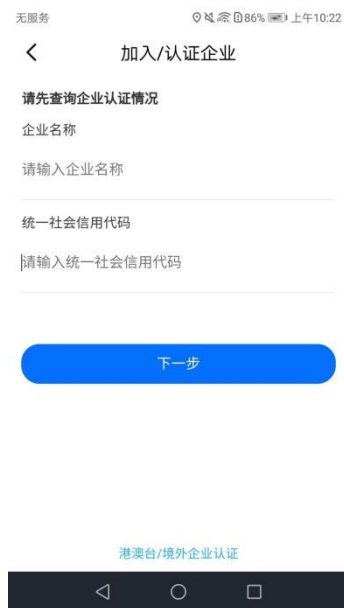 无服务 86% 上午10:22
加入/认证企业
请先查询企业认证情况
企业名称
请输入企业名称
统一社会信用代码
请输入统一社会信用代码
下一步
港澳台/境外企业认证